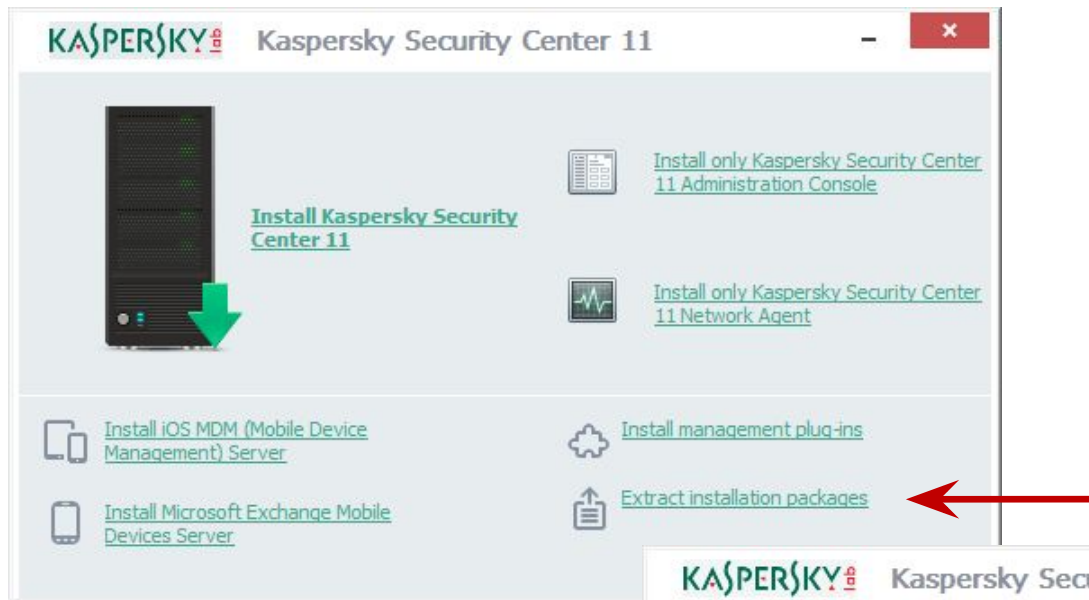 KASPERSKY lab Kaspersky Security Center 11
Install Kaspersky Security
Center 11
Install only Kaspersky Security Center
11 Administration Console
Install only Kaspersky Security Center
11 Network Agent
Install iOS MDM (Mobile Device
Management) Server
Install Microsoft Exchange Mobile
Devices Server
Install management plug-ins
Extract installation packages
KASPERSKY lab Kaspersky Secu